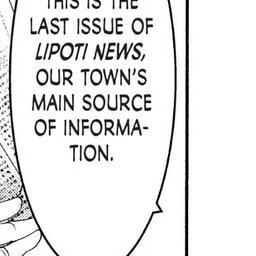 THIS IS THE
LAST ISSUE OF
LIPOTI NEWS,
OUR TOWN'S
MAIN SOURCE
OF INFORMA-
TION.